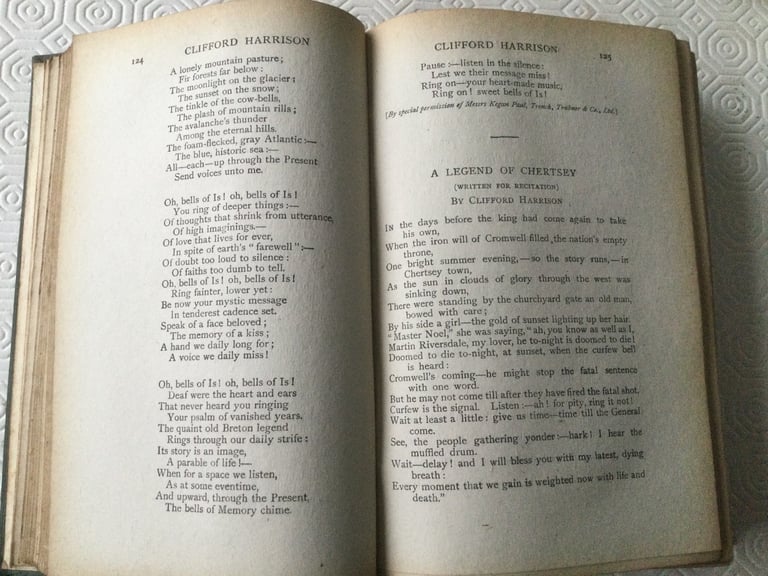 124
CLIFFORD HARRISON
A lonely mountain pasture;
Fir forests far below:
The moonlight on the glacier:
The sunset on the snow;
The tinkle of the cow-bells,
The plash of mountain rills;
The avalanche's thunder
Among the eternal hills.
The foam-flecked, gray Atlantic:—
The blue, historic sea:—
All—each—up through the Present
Send voices unto me.
Oh, bells of Is! oh, bells of Is!
You ring of deeper things:—
Of thoughts that shrink from utterance,
Of high imaginings.—
Of love that lives for ever,
In spite of earth's "farewell":—
Of doubt too loud to silence:
Of faiths too dumb to tell.
Oh, bells of Is! oh, bells of Is!
Ring fainter, lower yet:
Be now your mystic message
In tenderest cadence set.
Speak of a face beloved;
The memory of a kiss;
A hand we daily long for;
A voice we daily miss!
Oh, bells of Is! oh, bells of Is!
Deaf were the heart and ears
That never heard you ringing
Your psalm of vanished years.
The quaint old Breton legend
Rings through our daily strife:
Its story is an image,
A parable of life!—
When for a space we listen,
As at some eventime,
And upward, through the Present,
The bells of Memory chime.
CLIFFORD HARRISON
125
Pause:—listen in the silence:
Lest we their message miss!
Ring on—your heart-made music,
Ring on! sweet bells of Is!
(By special permission of Messrs Kegan Paul, Trench, Trübner & Co., Ltd.)
A LEGEND OF CHERTSEY
(WRITTEN FOR RECITATION)
BY CLIFFORD HARRISON
IN the days before the king had come again to take
his own,
When the iron will of Cromwell filled the nation's empty
throne,
One bright summer evening,—so the story runs,—in
Chertsey town,
As the sun in clouds of glory through the west was
sinking down,
There were standing by the churchyard gate an old man,
bowed with care;
By his side a girl—the gold of sunset lighting up her hair.
"Master Noel," she was saying, "ah, you know as well as I,
Martin Riversdale, my lover, he to-night is doomed to die!
Doomed to die to-night, at sunset, when the curfew bell
is heard:
Cromwell's coming—he might stop the fatal sentence
with one word.
But he may not come till after they have fired the fatal shot.
Curfew is the signal. Listen:—ah! for pity, ring it not!
Wait at least a little: give us time—time till the General
come.
See, the people gathering yonder:—hark! I hear the
muffled drum.
Wait—delay! and I will bless you with my latest, dying
breath:
Every moment that we gain is weighted now with life and
death."